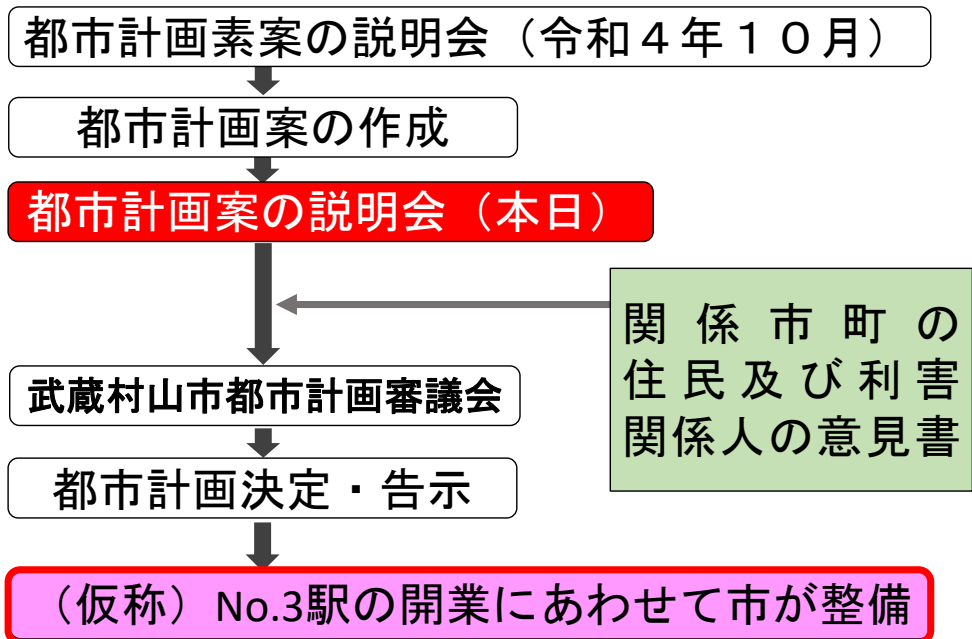 都市計画素案の説明会（令和４年１０月）
都市計画案の作成
都市計画案の説明会（本日）
関係市町の
住民及び利害
関係人の意見書
武蔵村山市都市計画審議会
都市計画決定・告示
（仮称）No.3駅の開業にあわせて市が整備